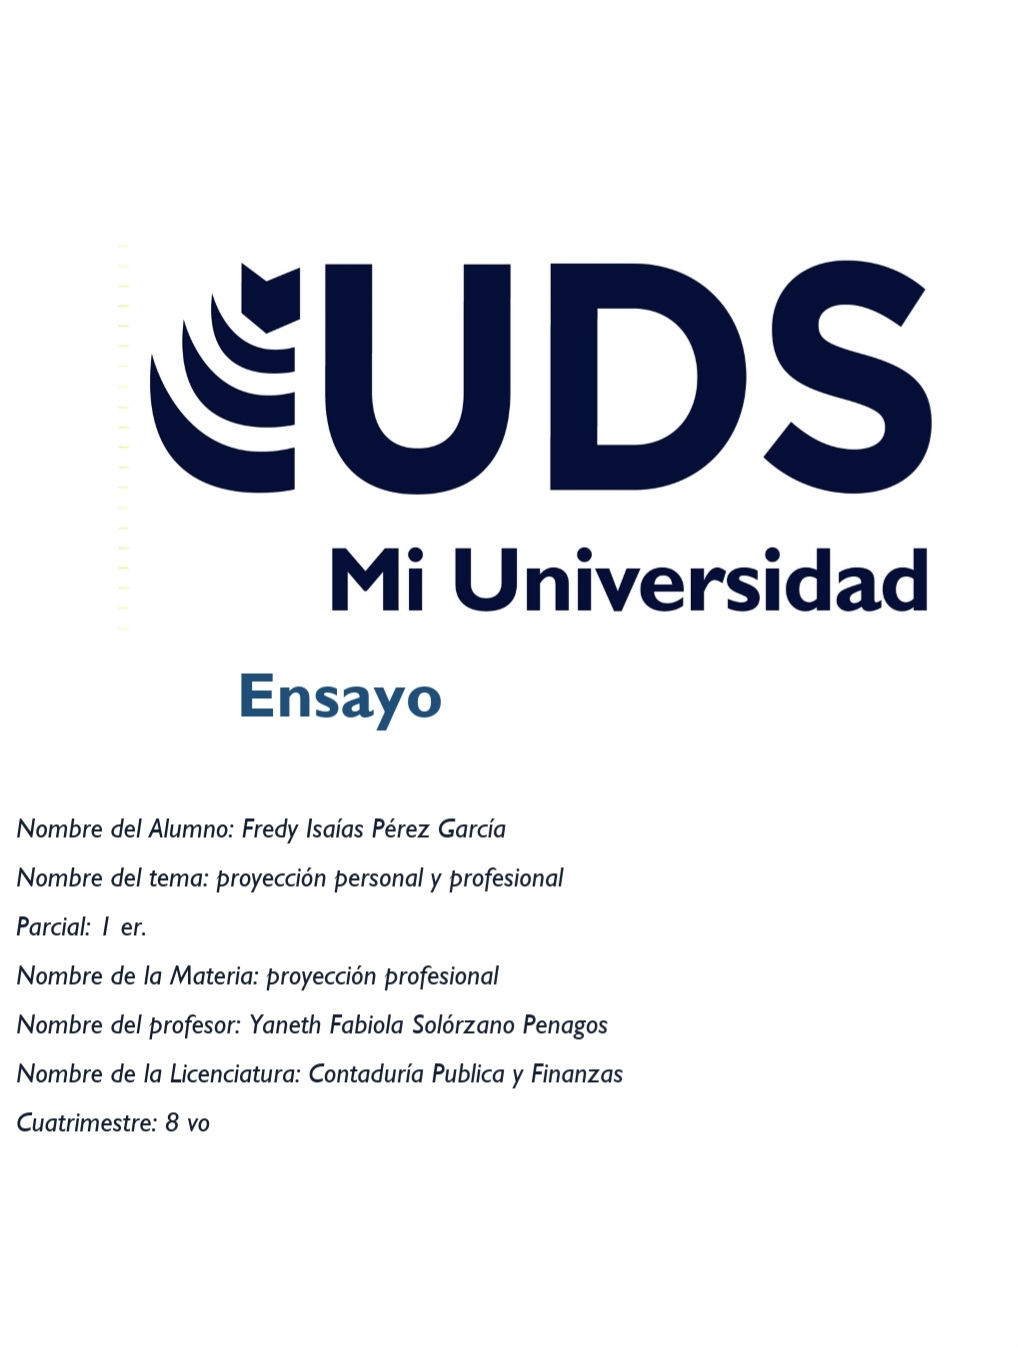 UDS
Mi Universidad
Ensayo
Nombre del Alumno: Fredy Isaías Pérez García
Nombre del tema: proyección personal y profesional
Parcial: 1 er.
Nombre de la Materia: proyección profesional
Nombre del profesor: Yaneth Fabiola Solórzano Penagos
Nombre de la Licenciatura: Contaduría Publica y Finanzas
Cuatrimestre: 8 vo